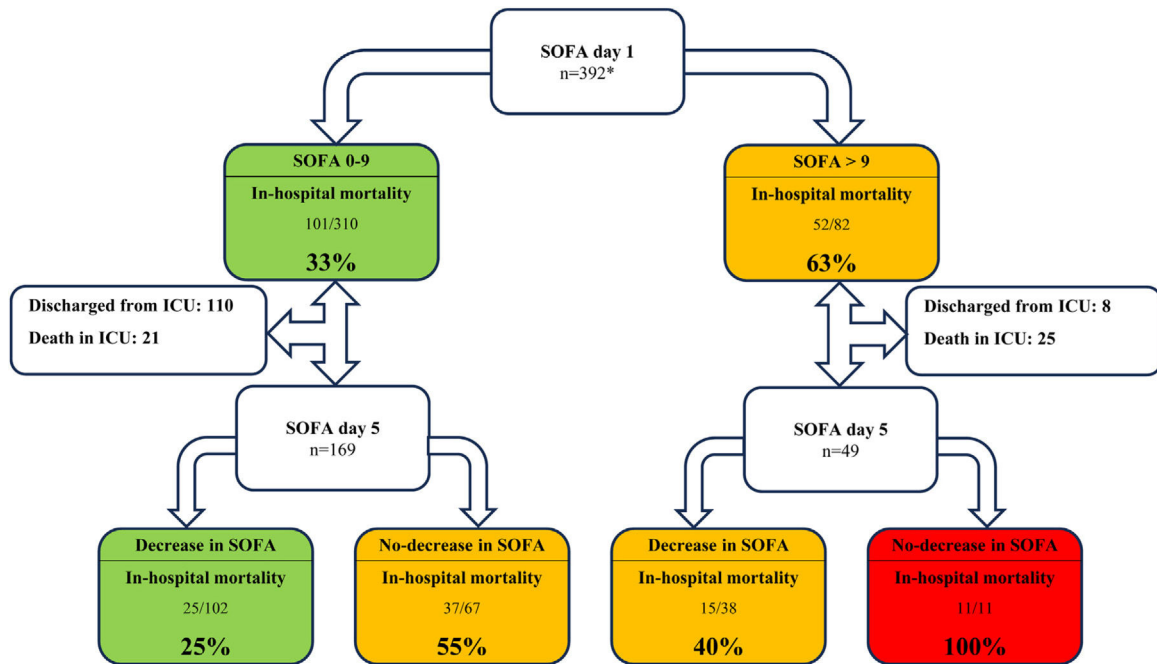 SOFA day 1
n=392*
SOFA 0-9
In-hospital mortality
101/310
33%
SOFA > 9
In-hospital mortality
52/82
63%
Discharged from ICU: 110
Death in ICU: 21
Discharged from ICU: 8
Death in ICU: 25
SOFA day 5
n=169
SOFA day 5
n=49
Decrease in SOFA
In-hospital mortality
25/102
25%
No-decrease in SOFA
In-hospital mortality
37/67
55%
Decrease in SOFA
In-hospital mortality
15/38
40%
No-decrease in SOFA
In-hospital mortality
11/11
100%